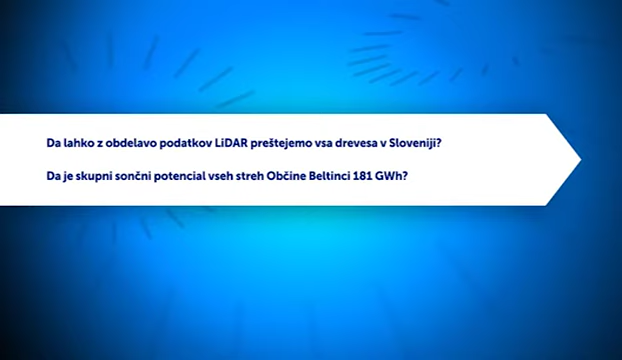 Da lahko z obdelavo podatkov LiDAR preštejemo vsa drevesa v Sloveniji?
Da je skupni sončni potencial vseh streh Občine Beltinci 181 GWh?